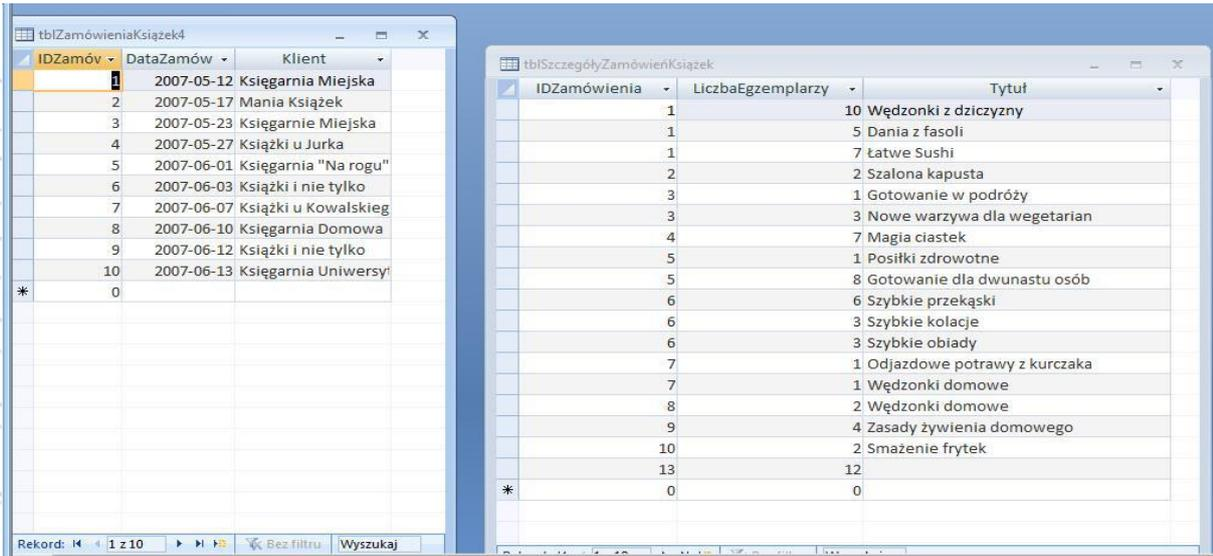 tblZamówieniaKsiążek4
IDZamów DataZamów Klient
1 2007-05-12 Księgarnia Miejska
2 2007-05-17 Mania Książek
3 2007-05-23 Księgarnie Miejska
4 2007-05-27 Książki u Jurka
5 2007-06-01 Księgarnia "Na rogu"
6 2007-06-03 Książki i nie tylko
7 2007-06-07 Książki u Kowalskieg
8 2007-06-10 Księgarnia Domowa
9 2007-06-12 Książki i nie tylko
10 2007-06-13 Księgarnia Uniwersyt
* 0
Rekord: 1 z 10 Bez filtru Wyszukaj
tblSzczegółyZamówieńKsiążek
IDZamówienia LiczbaEgzemplarzy Tytuł
1 10 Wędzonki z dziczyzny
1 5 Dania z fasoli
1 7 Łatwe Sushi
2 2 Szalona kapusta
3 1 Gotowanie w podróży
3 3 Nowe warzywa dla wegetarian
4 7 Magia ciastek
5 1 Posiłki zdrowotne
5 8 Gotowanie dla dwunastu osób
6 6 Szybkie przekąski
6 3 Szybkie kolacje
6 3 Szybkie obiady
7 1 Odjazdowe potrawy z kurczaka
7 1 Wędzonki domowe
8 2 Wędzonki domowe
9 4 Zasady żywienia domowego
10 2 Smażenie frytek
13 12
* 0 0